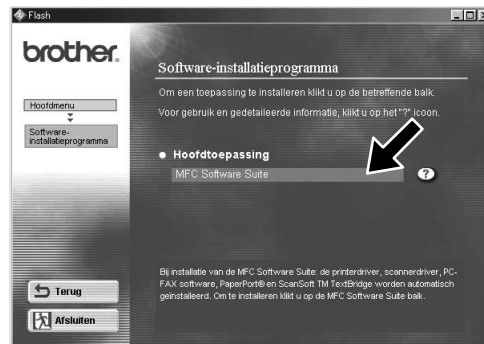 Flash
brother.
Software-installatieprogramma
Om een toepassing te installeren klikt u op de betreffende balk.
Voor gebruik en gedetaileerde informatie, klikt u op het "?" icoon.
Hoofdmenu
Software-
installatieprogramma
Hoofdtoepassing
MFC Software Suite
?
Bij installatie van de MFC Software Suite: de printerdriver, scannerdriver, PC-
FAX software, PaperPort® en ScanSoft TM TextBridge worden automatisch
geïnstalleerd. Om te installeren klikt u op de MFC Software Suite balk.
Terug
Afsluiten